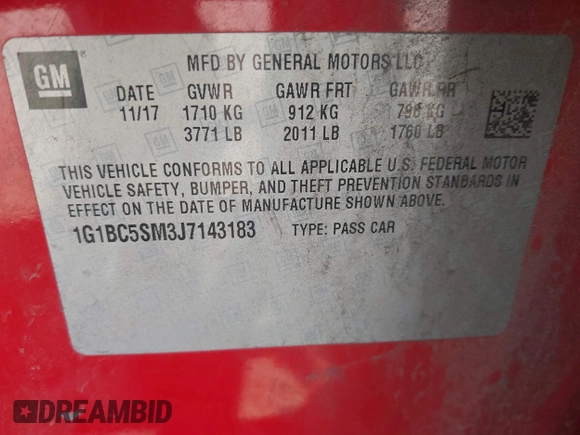 GM
MFD BY GENERAL MOTORS LLC
DATE GVWR GAWR FRT GAWR RR
11/17 1710 KG 912 KG 798 KG
3771 LB 2011 LB 1760 LB
THIS VEHICLE CONFORMS TO ALL APPLICABLE U.S. FEDERAL MOTOR
VEHICLE SAFETY, BUMPER, AND THEFT PREVENTION STANDARDS IN
EFFECT ON THE DATE OF MANUFACTURE SHOWN ABOVE.
1G1BC5SM3J7143183 TYPE: PASS CAR
DREAMBID